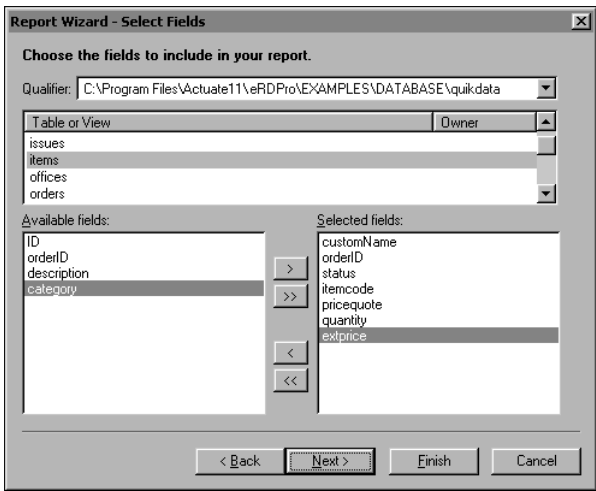 Report Wizard - Select Fields
Choose the fields to include in your report.
Qualifier: C:\Program Files\Actuate11\eRDPro\EXAMPLES\DATABASE\quikdata
Table or View Owner
issues
items
offices
orders
Available fields:
ID
orderID
description
category
>
>>
<
<<
Selected fields:
customName
orderID
status
itemcode
pricequote
quantity
extprice
< Back Next > Finish Cancel